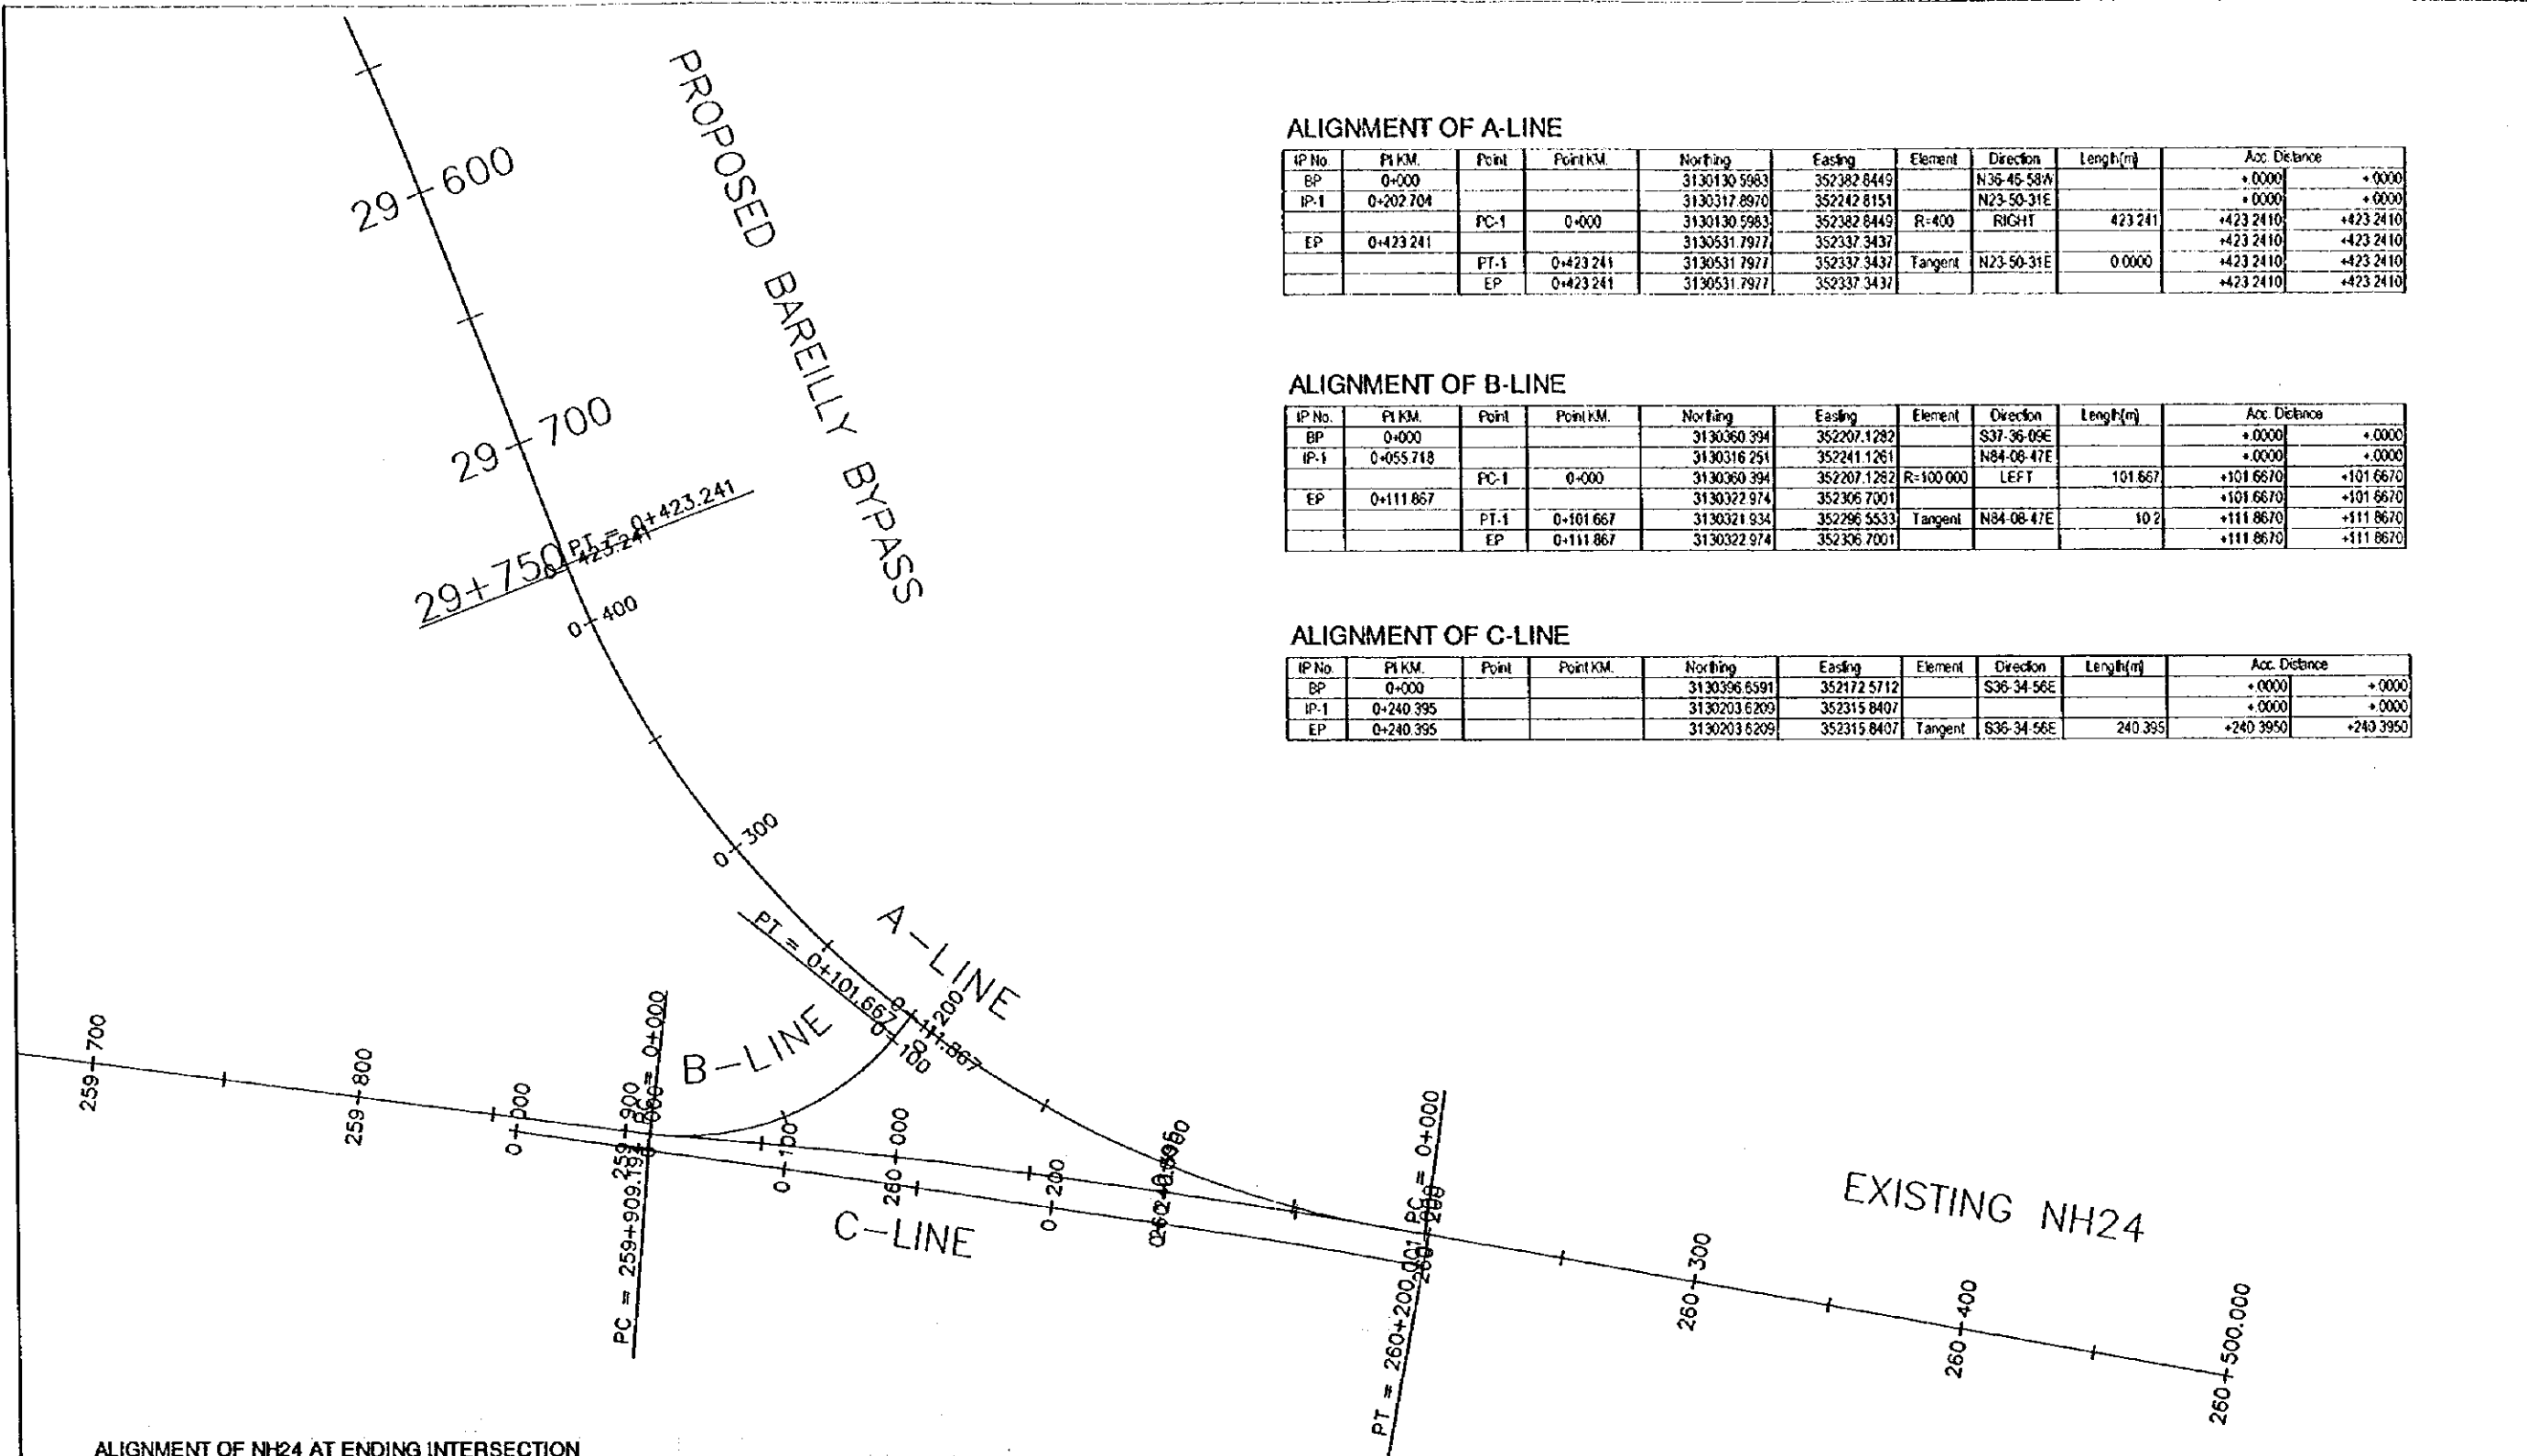 PROPOSED BAREILLY BYPASS
29 600
29 700
29+750
PT = 0+423.241
0 400
0 300
A-LINE
PT = 0+101.667
B-LINE
0 100
111.867
200
259 700
259 800
0 000
259 900
PC = 0+000
PC = 259+909.194
0 100
260 000
0 200
C-LINE
PC = 0+000
PT = 260+200.001
EXISTING NH24
260 300
260 400
260+500.000
ALIGNMENT OF A-LINE
IP No. PI KM. Point Point KM. Northing Easting Element Direction Length(m) Acc. Distance
BP 0+000 3130130.5983 352382.8449 N36-45-58W +.0000 +.0000
IP-1 0+202.704 3130317.8970 352242.8151 N23-50-31E +.0000 +.0000
PC-1 0+000 3130130.5983 352382.8449 R=400 RIGHT 423.241 +423.2410 +423.2410
EP 0+423.241 3130531.7977 352337.3437 +423.2410 +423.2410
PT-1 0+423.241 3130531.7977 352337.3437 Tangent N23-50-31E 0.0000 +423.2410 +423.2410
EP 0+423.241 3130531.7977 352337.3437 +423.2410 +423.2410
ALIGNMENT OF B-LINE
IP No. PI KM. Point Point KM. Northing Easting Element Direction Length(m) Acc. Distance
BP 0+000 3130360.394 352207.1282 S37-36-09E +.0000 +.0000
IP-1 0+055.718 3130316.251 352241.1261 N84-08-47E +.0000 +.0000
PC-1 0+000 3130360.394 352207.1282 R=100.000 LEFT 101.667 +101.6670 +101.6670
EP 0+111.867 3130322.974 352306.7001 +101.6670 +101.6670
PT-1 0+101.667 3130321.934 352296.5533 Tangent N84-08-47E 10.2 +111.8670 +111.8670
EP 0+111.867 3130322.974 352306.7001 +111.8670 +111.8670
ALIGNMENT OF C-LINE
IP No. PI KM. Point Point KM. Northing Easting Element Direction Length(m) Acc. Distance
BP 0+000 3130396.6591 352172.5712 S36-34-56E +.0000 +.0000
IP-1 0+240.395 3130203.6209 352315.8407 +.0000 +.0000
EP 0+240.395 3130203.6209 352315.8407 Tangent S36-34-56E 240.395 +240.3950 +240.3950
ALIGNMENT OF NH24 AT ENDING INTERSECTION